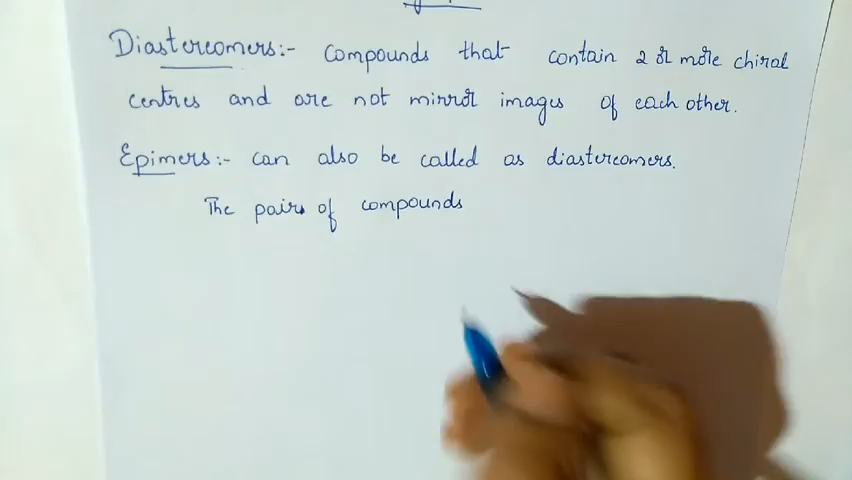 Diastereomers:- compounds that contain 2 or more chiral
centres and are not mirror images of each other.
Epimers:- can also be called as diastereomers.
The pairs of compounds